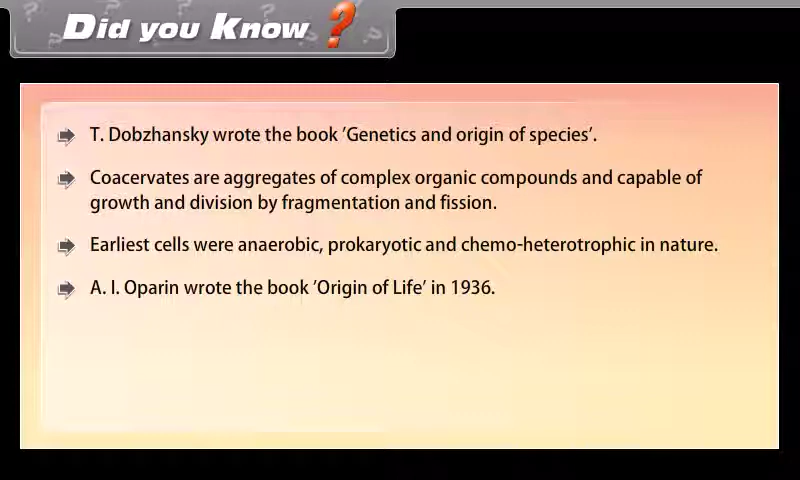 Did you Know ?
T. Dobzhansky wrote the book 'Genetics and origin of species'.
Coacervates are aggregates of complex organic compounds and capable of
growth and division by fragmentation and fission.
Earliest cells were anaerobic, prokaryotic and chemo-heterotrophic in nature.
A. I. Oparin wrote the book 'Origin of Life' in 1936.